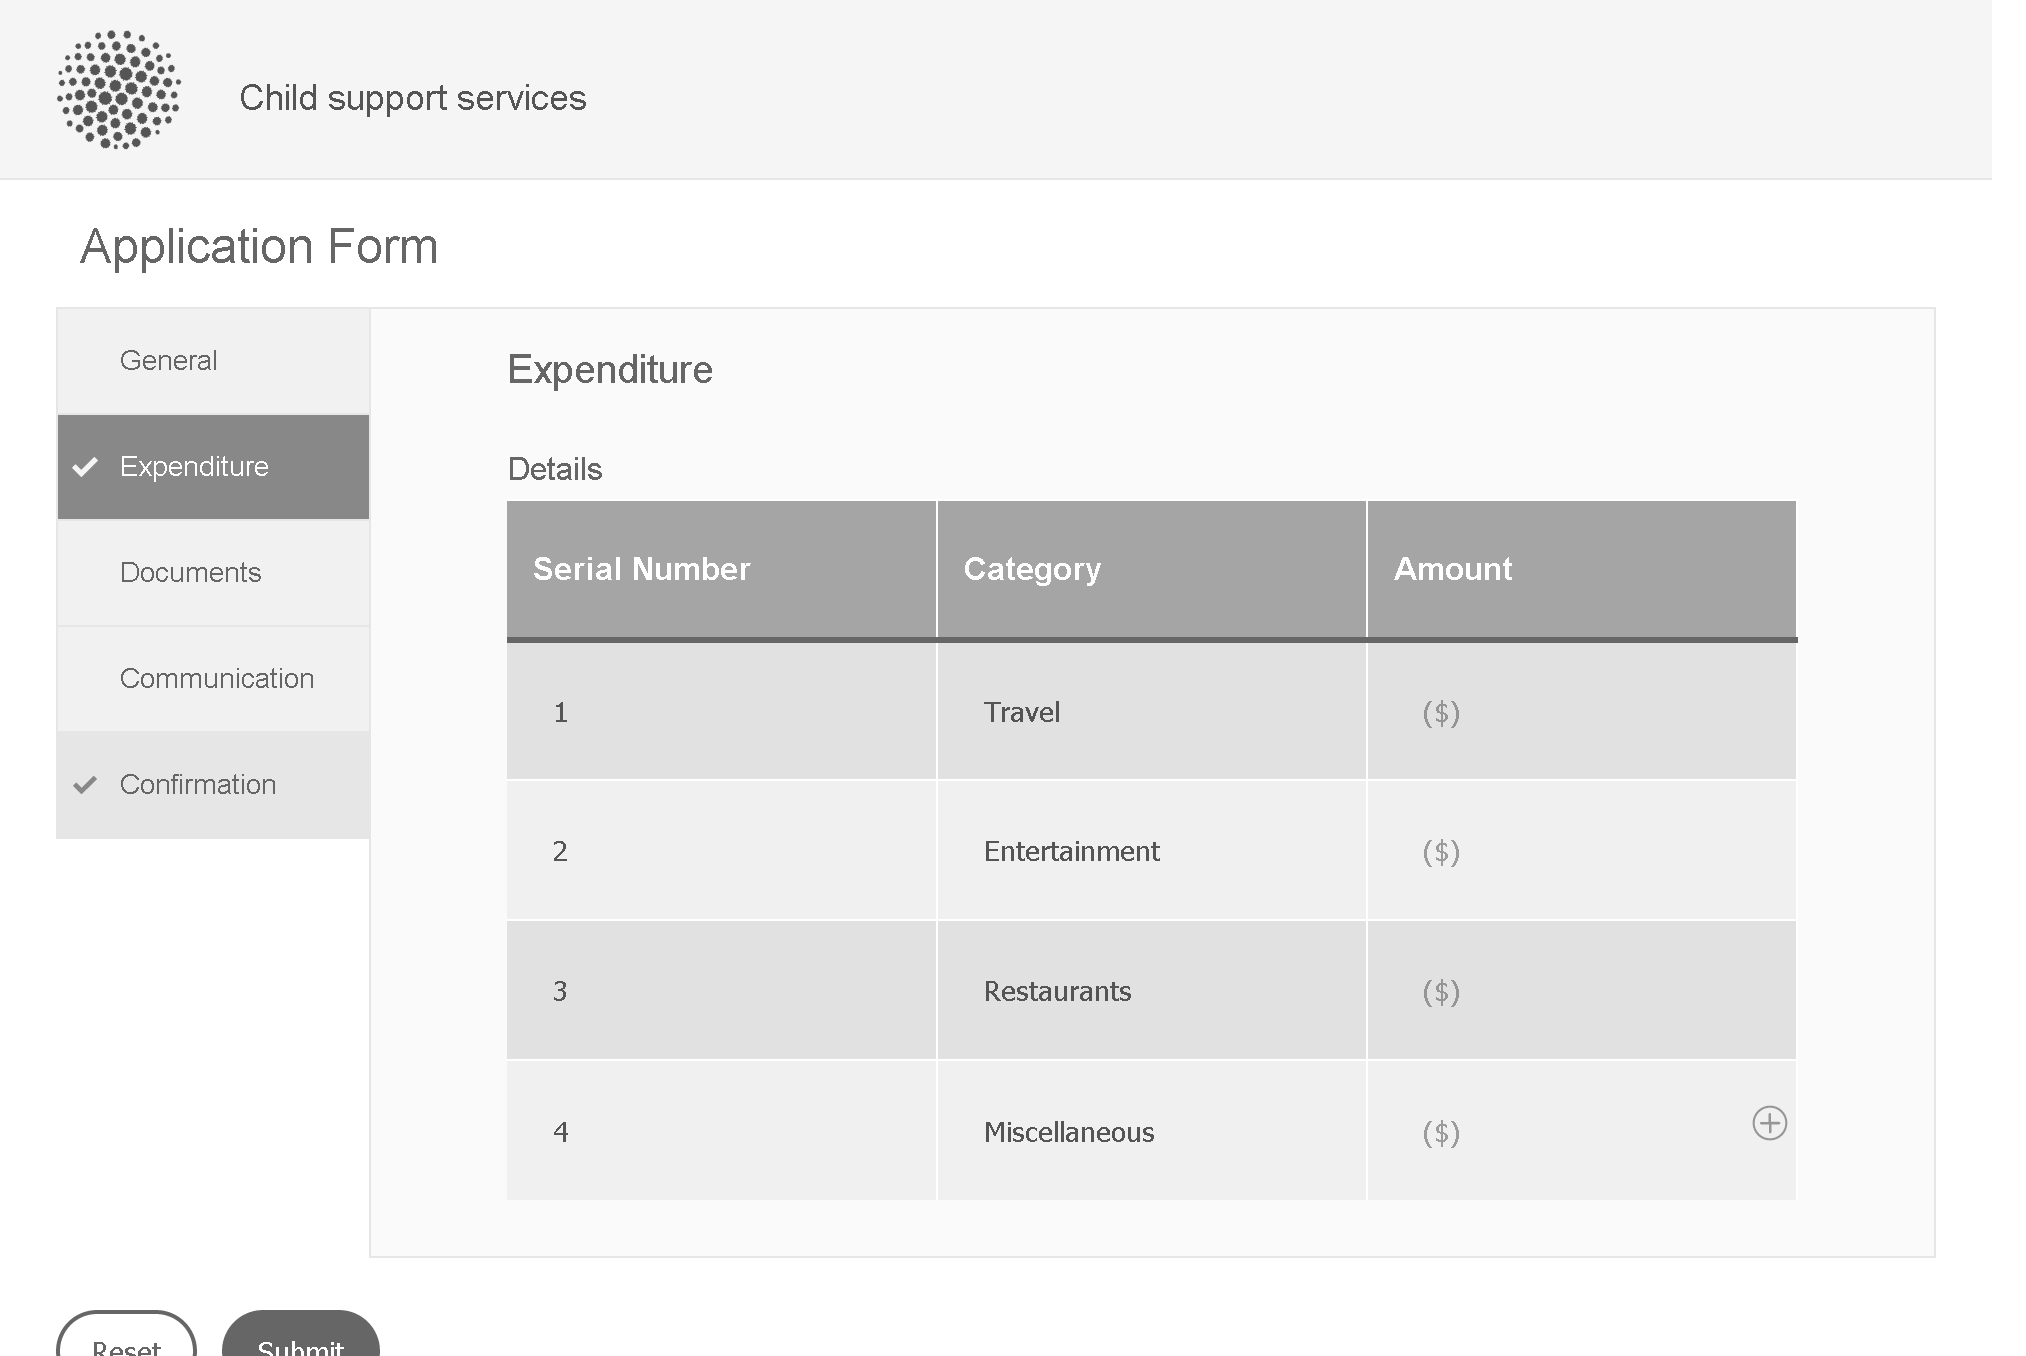 Child support services
Application Form
General
Expenditure
Documents
Communication
Confirmation
Expenditure
Details
Serial Number Category Amount
1 Travel ($)
2 Entertainment ($)
3 Restaurants ($)
4 Miscellaneous ($)
Reset Submit